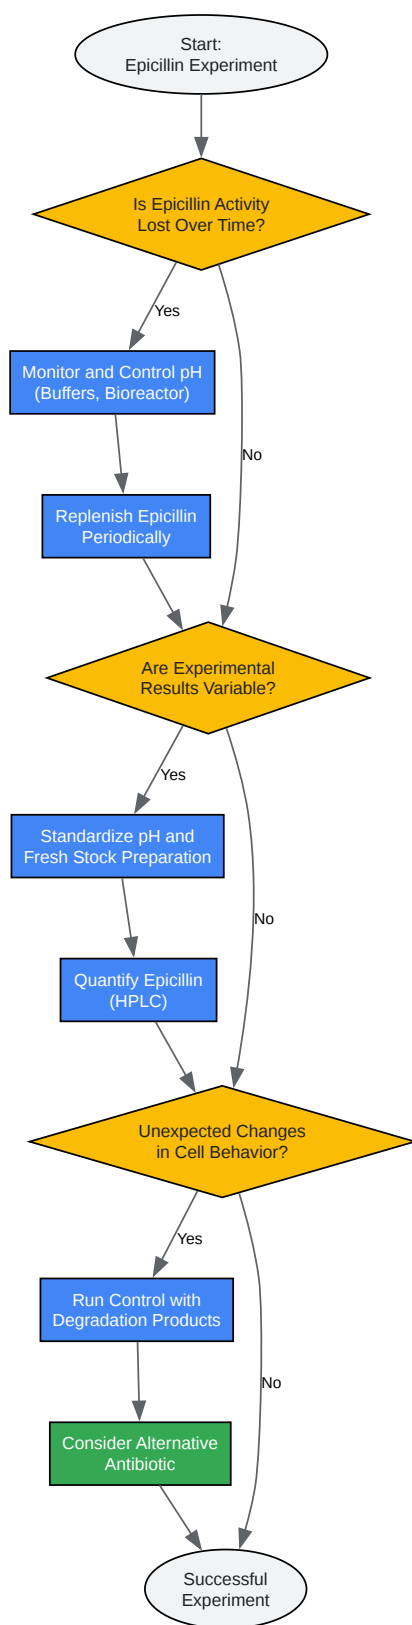 Start:
Epicillin Experiment
Is Epicillin Activity
Lost Over Time?
Yes
Monitor and Control pH
(Buffers, Bioreactor)
No
Replenish Epicillin
Periodically
Are Experimental
Results Variable?
Yes
Standardize pH and
Fresh Stock Preparation
No
Quantify Epicillin
(HPLC)
Unexpected Changes
in Cell Behavior?
Yes
Run Control with
Degradation Products
No
Consider Alternative
Antibiotic
Successful
Experiment